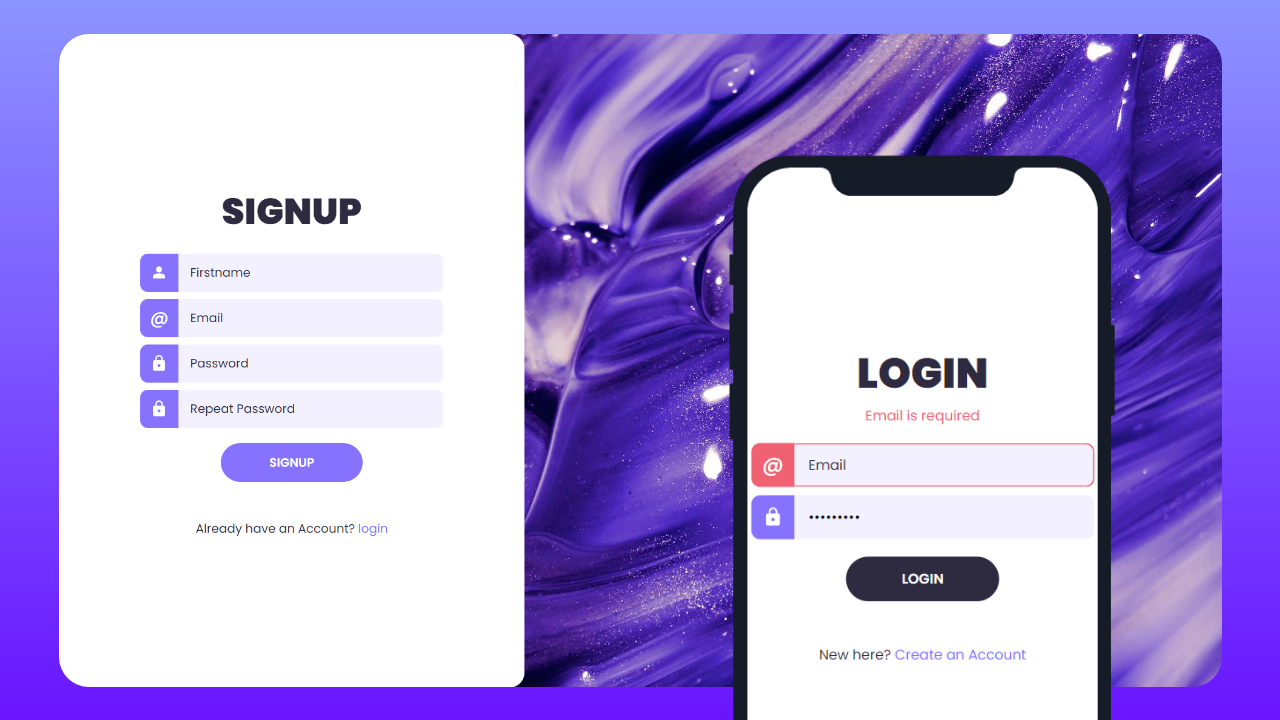 SIGNUP
Firstname
@ Email
Password
Repeat Password
SIGNUP
Already have an Account? login
LOGIN
Email is required
@ Email
•••••••••
LOGIN
New here? Create an Account